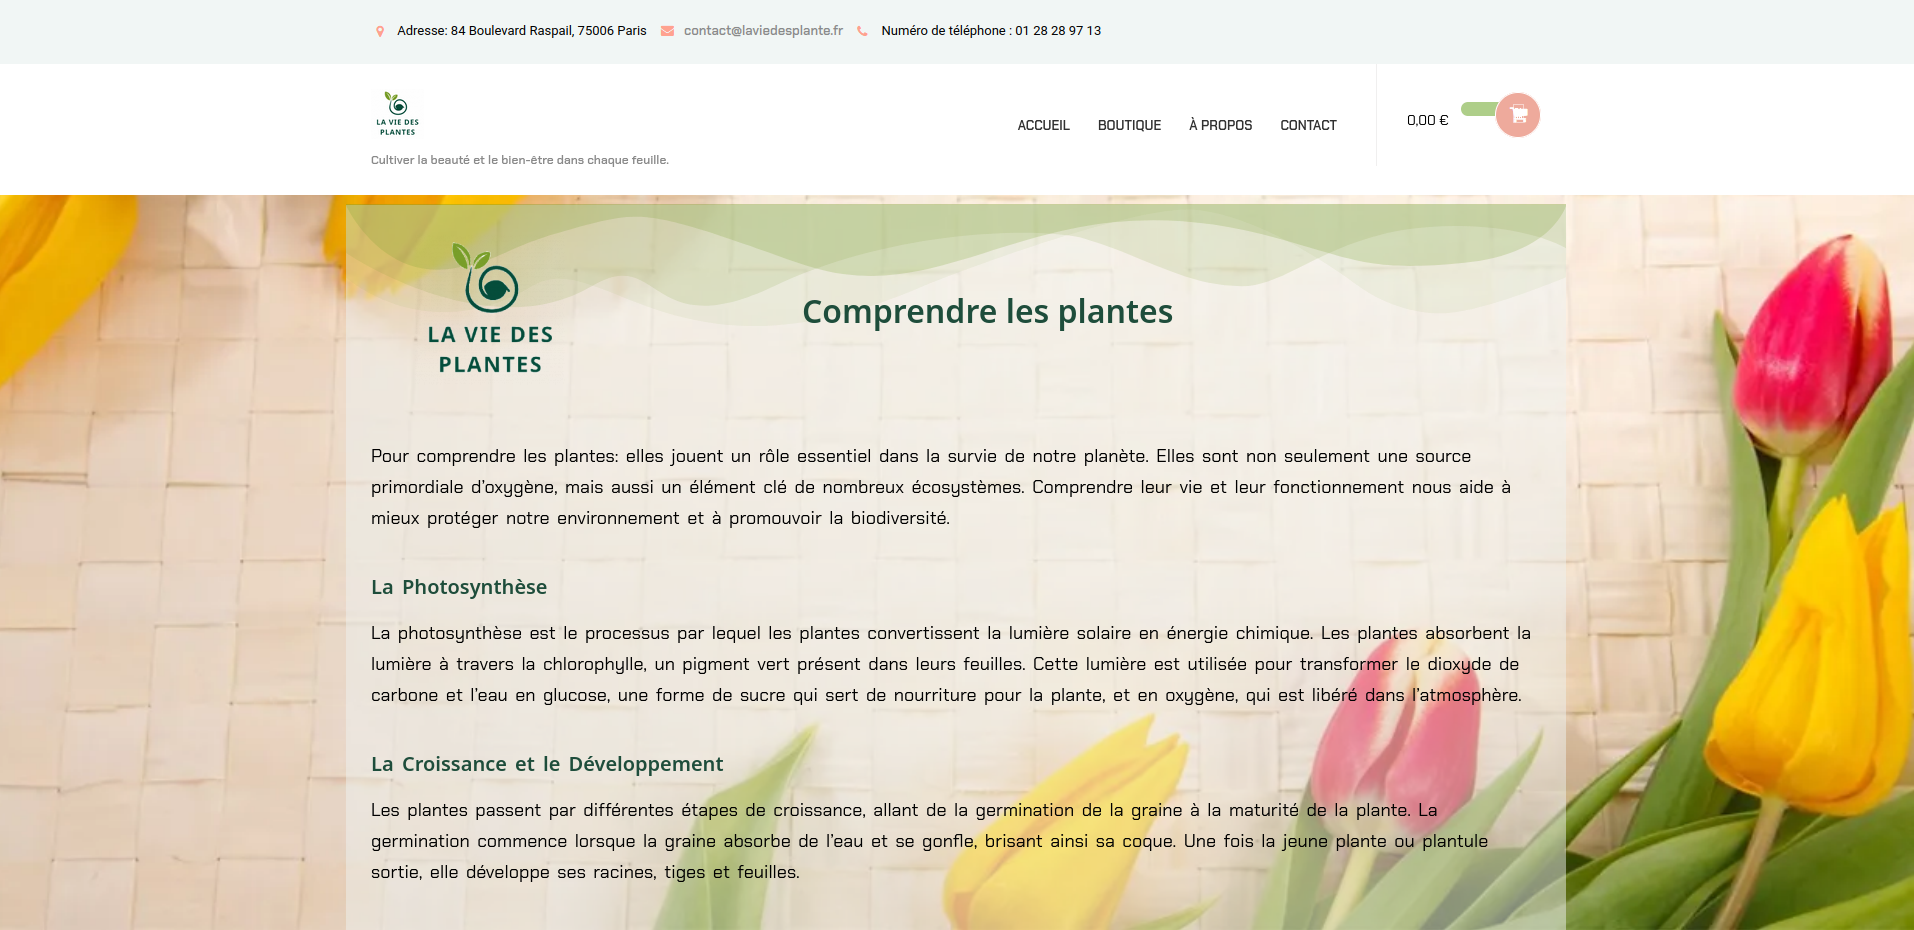 Adresse: 84 Boulevard Raspail, 75006 Paris contact@laviedesplante.fr Numéro de téléphone : 01 28 28 97 13
LA VIE DES
PLANTES
Cultiver la beauté et le bien-être dans chaque feuille.
ACCUEIL BOUTIQUE À PROPOS CONTACT
0,00 €
LA VIE DES
PLANTES
Comprendre les plantes
Pour comprendre les plantes: elles jouent un rôle essentiel dans la survie de notre planète. Elles sont non seulement une source
primordiale d'oxygène, mais aussi un élément clé de nombreux écosystèmes. Comprendre leur vie et leur fonctionnement nous aide à
mieux protéger notre environnement et à promouvoir la biodiversité.
La Photosynthèse
La photosynthèse est le processus par lequel les plantes convertissent la lumière solaire en énergie chimique. Les plantes absorbent la
lumière à travers la chlorophylle, un pigment vert présent dans leurs feuilles. Cette lumière est utilisée pour transformer le dioxyde de
carbone et l'eau en glucose, une forme de sucre qui sert de nourriture pour la plante, et en oxygène, qui est libéré dans l'atmosphère.
La Croissance et le Développement
Les plantes passent par différentes étapes de croissance, allant de la germination de la graine à la maturité de la plante. La
germination commence lorsque la graine absorbe de l'eau et se gonfle, brisant ainsi sa coque. Une fois la jeune plante ou plantule
sortie, elle développe ses racines, tiges et feuilles.